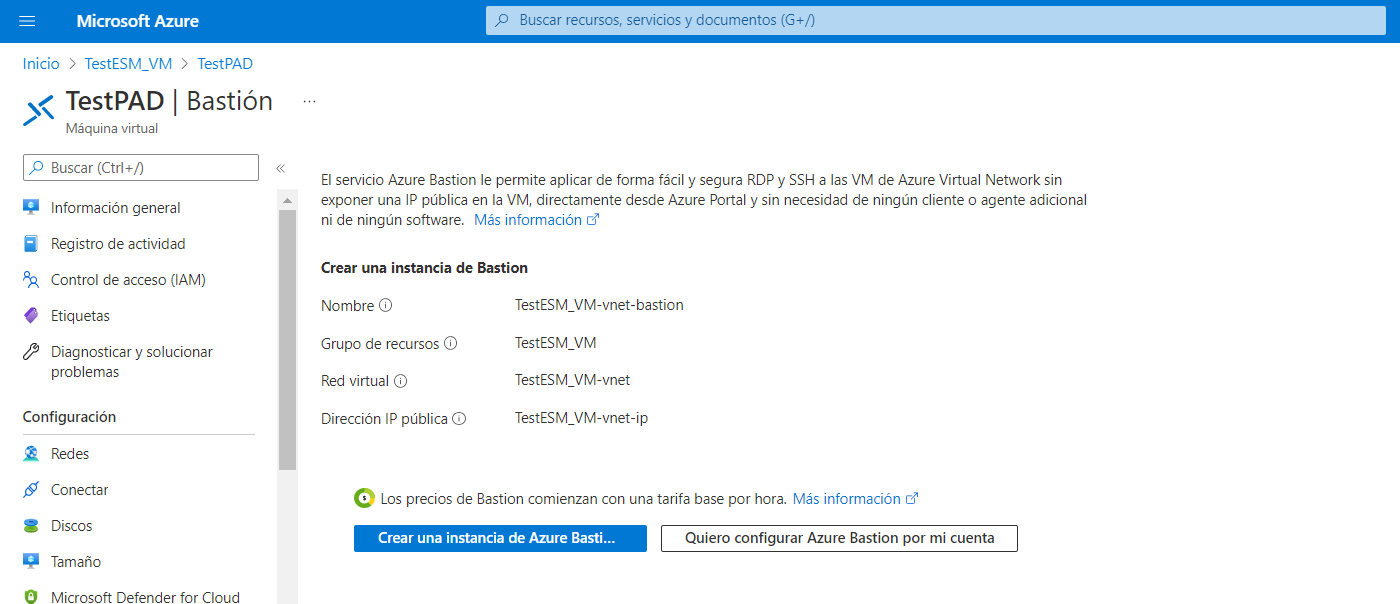 Microsoft Azure
Buscar recursos, servicios y documentos (G+/)
Inicio > TestESM_VM > TestPAD
TestPAD | Bastión ...
Máquina virtual
Buscar (Ctrl+/) «
Información general
Registro de actividad
Control de acceso (IAM)
Etiquetas
Diagnosticar y solucionar
problemas
Configuración
Redes
Conectar
Discos
Tamaño
Microsoft Defender for Cloud
El servicio Azure Bastion le permite aplicar de forma fácil y segura RDP y SSH a las VM de Azure Virtual Network sin
exponer una IP pública en la VM, directamente desde Azure Portal y sin necesidad de ningún cliente o agente adicional
ni de ningún software. Más información
Crear una instancia de Bastion
Nombre TestESM_VM-vnet-bastion
Grupo de recursos TestESM_VM
Red virtual TestESM_VM-vnet
Dirección IP pública TestESM_VM-vnet-ip
Los precios de Bastion comienzan con una tarifa base por hora. Más información
Crear una instancia de Azure Basti...
Quiero configurar Azure Bastion por mi cuenta